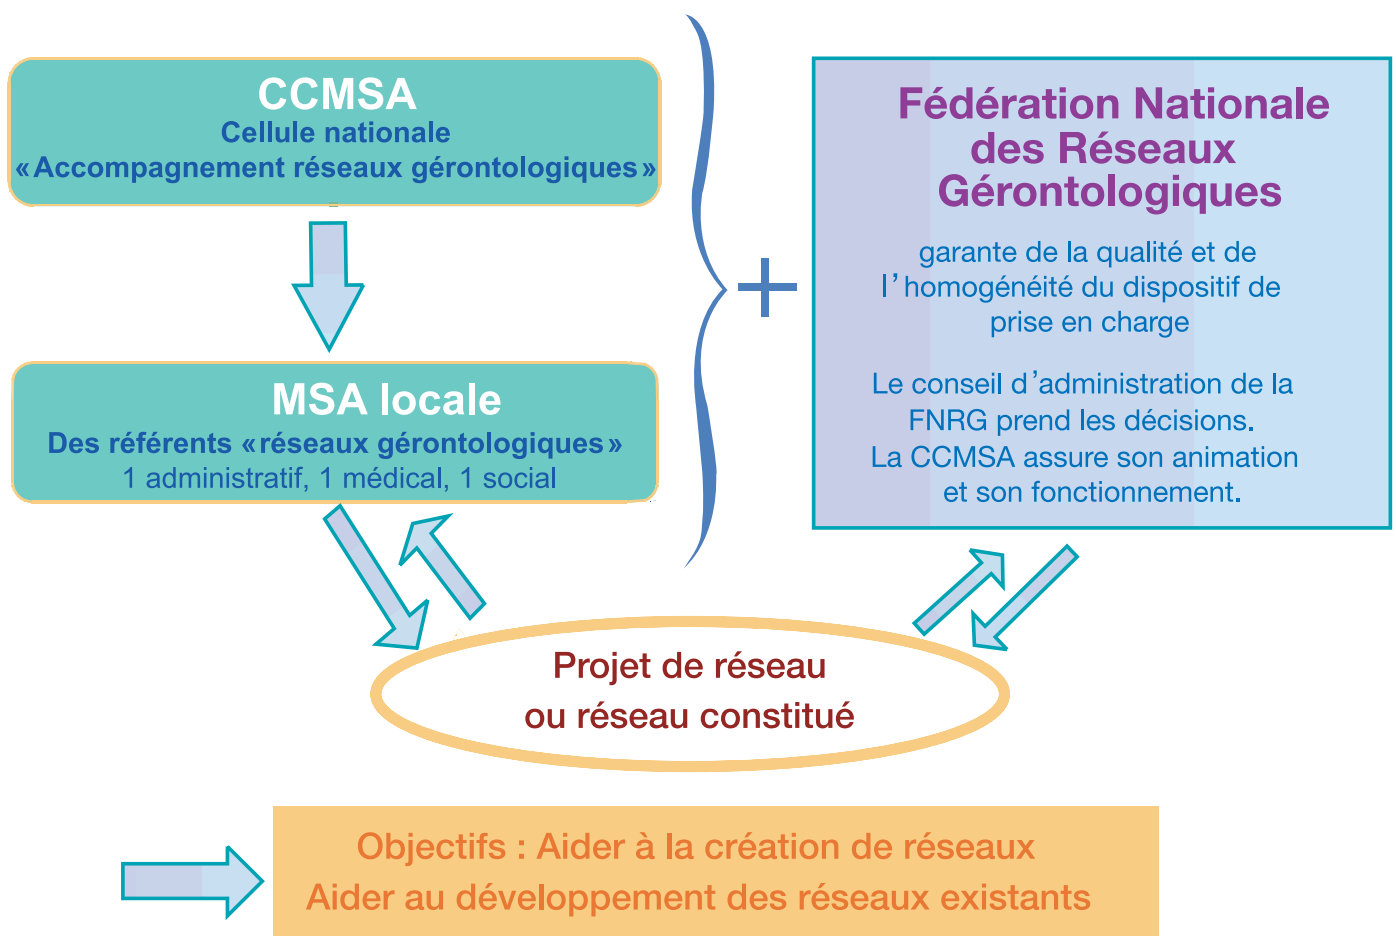 CCMSA
Cellule nationale
«Accompagnement réseaux gérontologiques»
MSA locale
Des référents «réseaux gérontologiques»
1 administratif, 1 médical, 1 social
+
Fédération Nationale
des Réseaux
Gérontologiques
garante de la qualité et de
l’homogénéité du dispositif de
prise en charge
Le conseil d’administration de la
FNRG prend les décisions.
La CCMSA assure son animation
et son fonctionnement.
Projet de réseau
ou réseau constitué
Objectifs : Aider à la création de réseaux
Aider au développement des réseaux existants